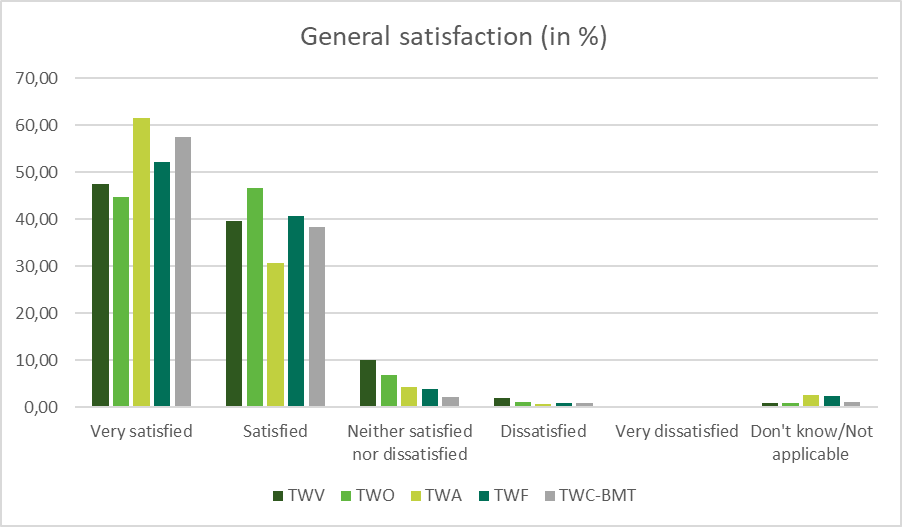 General satisfaction (in %)
70,00
60,00
50,00
40,00
30,00
20,00
10,00
0,00
Very satisfied
Satisfied
Neither satisfied
nor dissatisfied
Dissatisfied
Very dissatisfied
Don't know/Not
applicable
TWV TWO TWA TWF TWC-BMT